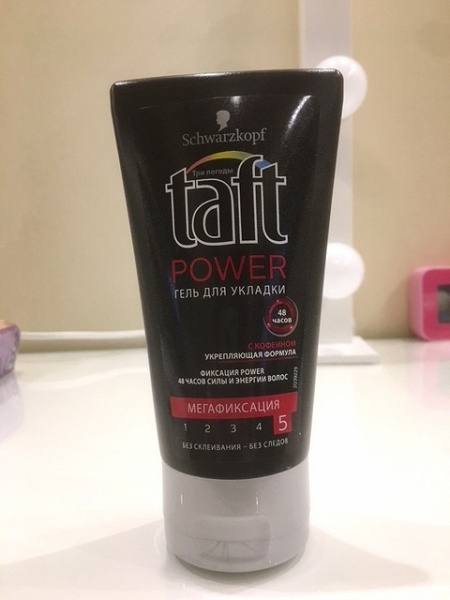 Schwarzkopf
Три погоды
taft
POWER
ГЕЛЬ ДЛЯ УКЛАДКИ
48
часов
С КОФЕИНОМ
УКРЕПЛЯЮЩАЯ ФОРМУЛА
ФИКСАЦИЯ POWER
48 ЧАСОВ СИЛЫ И ЭНЕРГИИ ВОЛОС
МЕГАФИКСАЦИЯ
1 2 3 4 5
БЕЗ СКЛЕИВАНИЯ – БЕЗ СЛЕДОВ